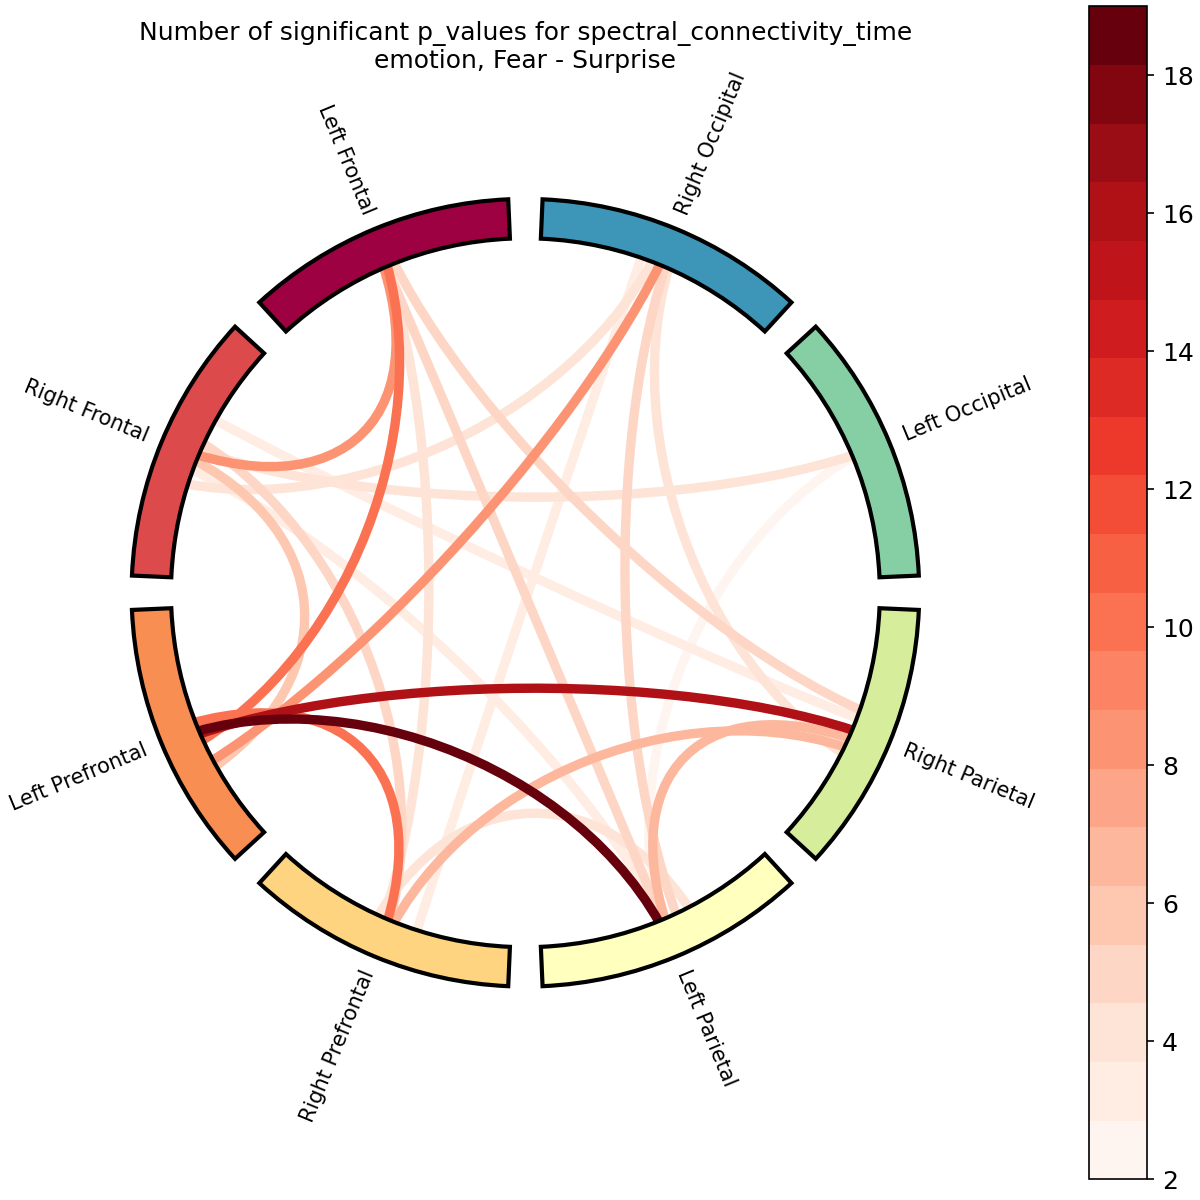 Number of significant p_values for spectral_connectivity_time
emotion, Fear - Surprise
Left Frontal
Right Occipital
Right Frontal
Left Occipital
Left Prefrontal
Right Parietal
Right Prefrontal
Left Parietal
18
16
14
12
10
8
6
4
2